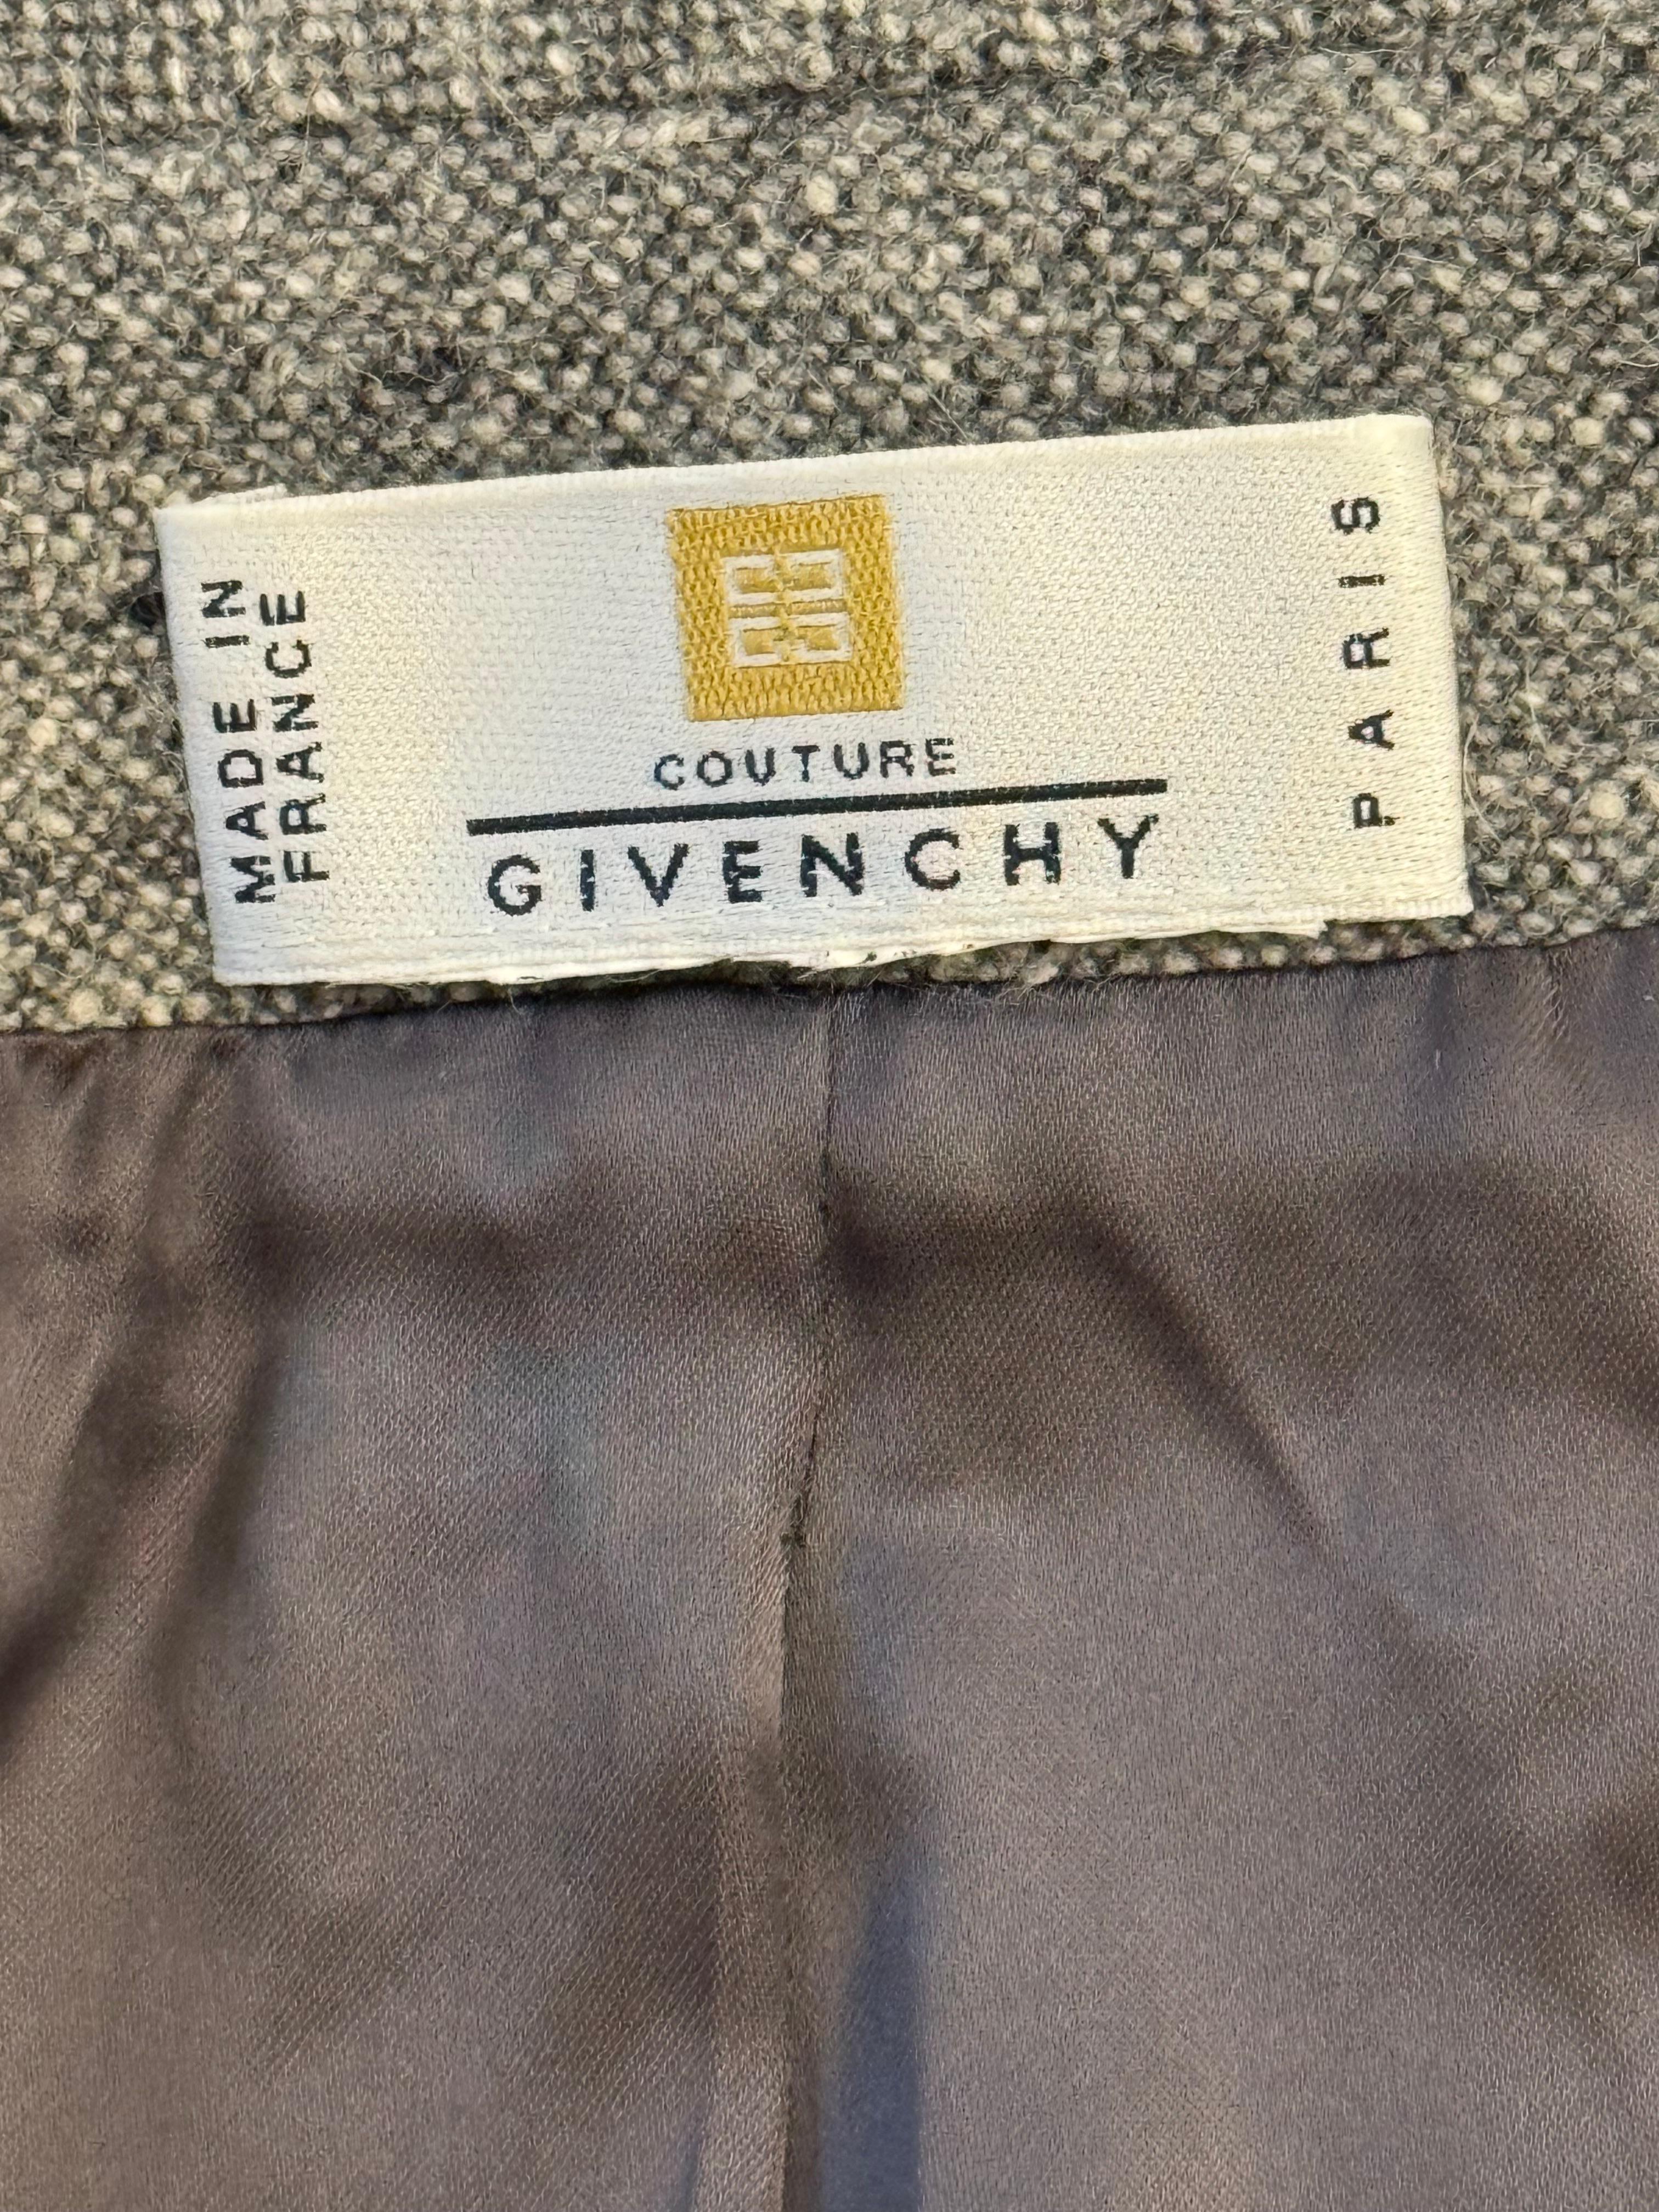 MADE IN
FRANCE
COUTURE
GIVENCHY
PARIS